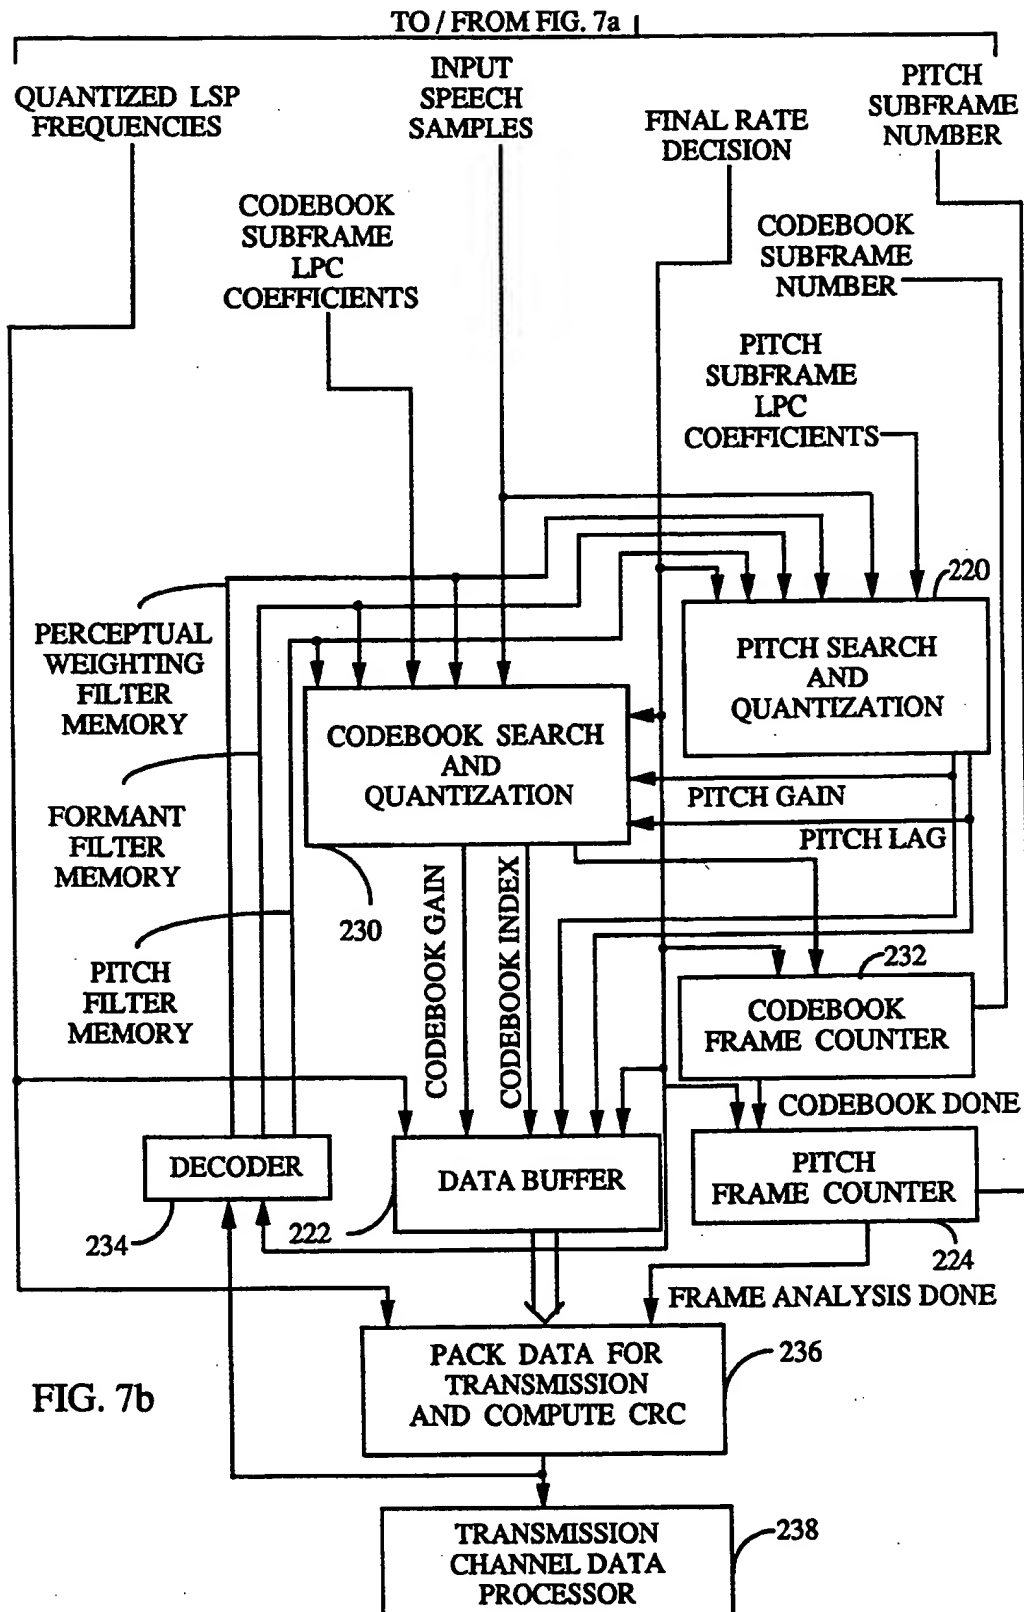 TO / FROM FIG. 7a
QUANTIZED LSP
FREQUENCIES
INPUT
SPEECH
SAMPLES
FINAL RATE
DECISION
PITCH
SUBFRAME
NUMBER
CODEBOOK
SUBFRAME
LPC
COEFFICIENTS
CODEBOOK
SUBFRAME
NUMBER
PITCH
SUBFRAME
LPC
COEFFICIENTS
220
PERCEPTUAL
WEIGHTING
FILTER
MEMORY
PITCH SEARCH
AND
QUANTIZATION
CODEBOOK SEARCH
AND
QUANTIZATION
PITCH GAIN
PITCH LAG
FORMANT
FILTER
MEMORY
230
CODEBOOK GAIN
CODEBOOK INDEX
232
PITCH
FILTER
MEMORY
CODEBOOK
FRAME COUNTER
CODEBOOK DONE
DECODER
DATA BUFFER
PITCH
FRAME COUNTER
234
222
224
FRAME ANALYSIS DONE
PACK DATA FOR
TRANSMISSION
AND COMPUTE CRC
236
FIG. 7b
TRANSMISSION
CHANNEL DATA
PROCESSOR
238